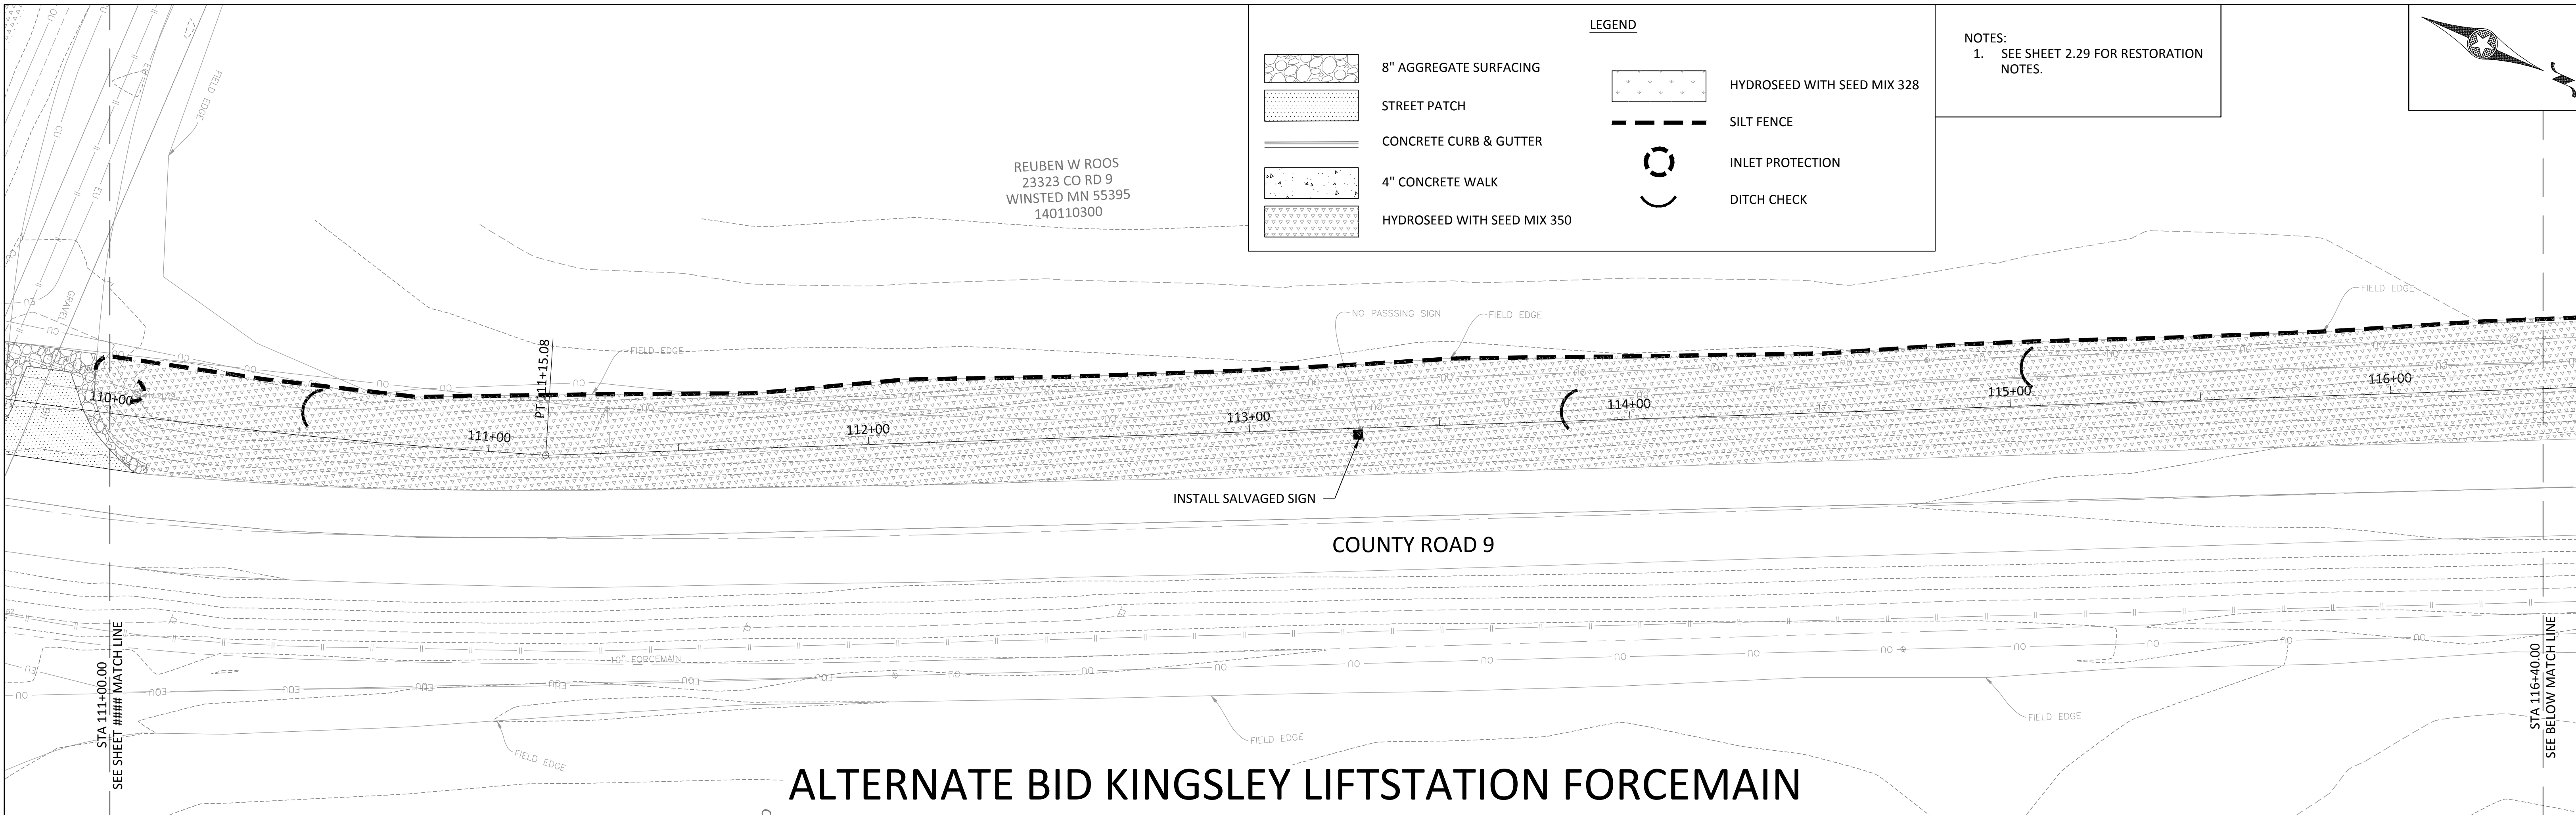 LEGEND
8" AGGREGATE SURFACING
STREET PATCH
CONCRETE CURB & GUTTER
4" CONCRETE WALK
HYDROSEED WITH SEED MIX 350
HYDROSEED WITH SEED MIX 328
SILT FENCE
INLET PROTECTION
DITCH CHECK
NOTES:
1. SEE SHEET 2.29 FOR RESTORATION
NOTES.
FIELD EDGE
REUBEN W ROOS
23323 CO RD 9
WINSTED MN 55395
140110300
GRAVEL
NO PASSSING SIGN
FIELD EDGE
FIELD EDGE
FIELD EDGE
PT 111+15.08
110+00
111+00
112+00
113+00
114+00
115+00
116+00
INSTALL SALVAGED SIGN
COUNTY ROAD 9
10" FORCEMAIN
STA 111+00.00
SEE SHEET #### MATCH LINE
STA 116+40.00
SEE BELOW MATCH LINE
FIELD EDGE
FIELD EDGE
FIELD EDGE
ALTERNATE BID KINGSLEY LIFTSTATION FORCEMAIN